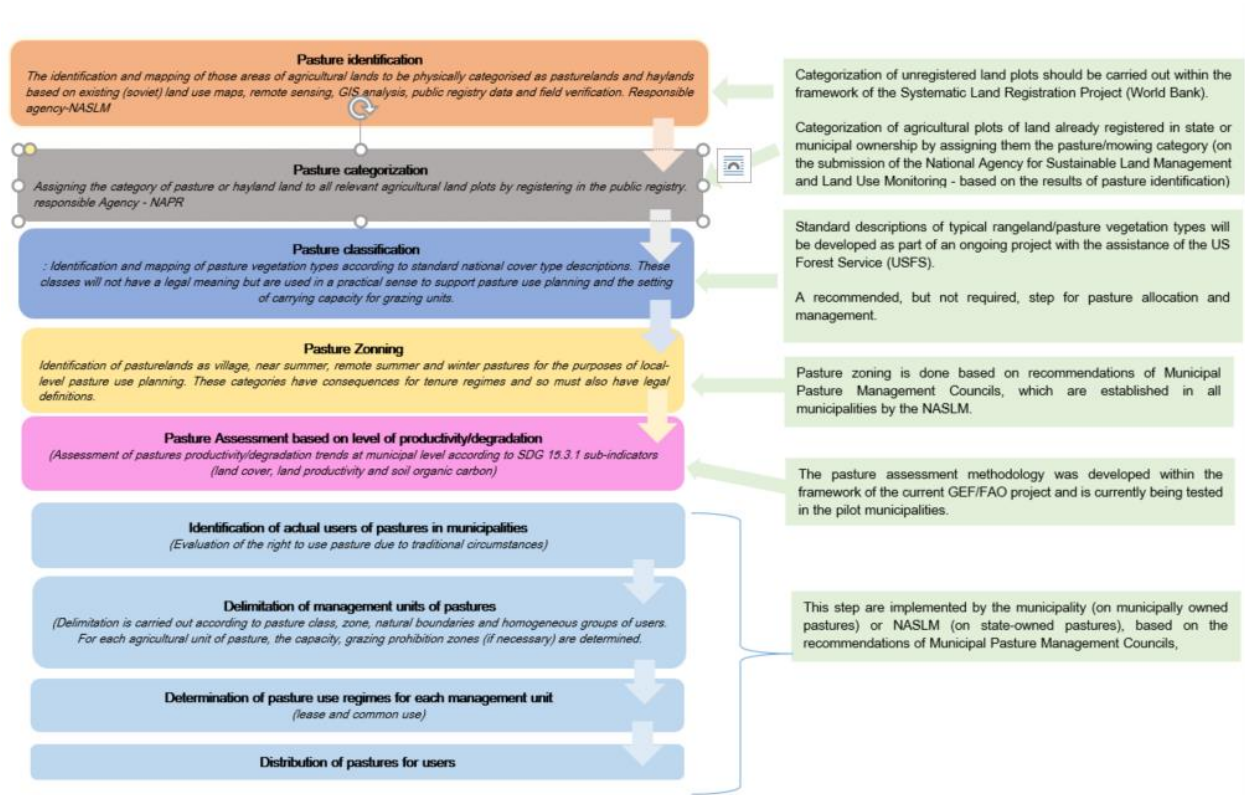 Pasture identification
The identification and mapping of those areas of agricultural lands to be physically categorised as pasturelands and haylands
based on existing (soviet) land use maps, remote sensing, GIS analysis, public registry data and field verification. Responsible
agency-NASLM
Pasture categorization
Assigning the category of pasture or hayland land to all relevant agricultural land plots by registering in the public registry.
responsible Agency - NAPR
Pasture classification
: Identification and mapping of pasture vegetation types according to standard national cover type descriptions. These
classes will not have a legal meaning but are used in a practical sense to support pasture use planning and the setting
of carrying capacity for grazing units.
Pasture Zonning
Identification of pasturelands as village, near summer, remote summer and winter pastures for the purposes of local-
level pasture use planning. These categories have consequences for tenure regimes and so must also have legal
definitions.
Pasture Assessment based on level of productivity/degradation
(Assessment of pastures productivity/degradation trends at municipal level according to SDG 15.3.1 sub-indicators
(land cover, land productivity and soil organic carbon)
Identification of actual users of pastures in municipalities
(Evaluation of the right to use pasture due to traditional circumstances)
Delimitation of management units of pastures
(Delimitation is carried out according to pasture class, zone, natural boundaries and homogeneous groups of users.
For each agricultural unit of pasture, the capacity, grazing prohibition zones (if necessary) are determined.
Determination of pasture use regimes for each management unit
(lease and common use)
Distribution of pastures for users
Categorization of unregistered land plots should be carried out within the
framework of the Systematic Land Registration Project (World Bank).
Categorization of agricultural plots of land already registered in state or
municipal ownership by assigning them the pasture/mowing category (on
the submission of the National Agency for Sustainable Land Management
and Land Use Monitoring - based on the results of pasture identification)
Standard descriptions of typical rangeland/pasture vegetation types will
be developed as part of an ongoing project with the assistance of the US
Forest Service (USFS).
A recommended, but not required, step for pasture allocation and
management.
Pasture zoning is done based on recommendations of Municipal
Pasture Management Councils, which are established in all
municipalities by the NASLM.
The pasture assessment methodology was developed within the
framework of the current GEF/FAO project and is currently being tested
in the pilot municipalities.
This step are implemented by the municipality (on municipally owned
pastures) or NASLM (on state-owned pastures), based on the
recommendations of Municipal Pasture Management Councils,